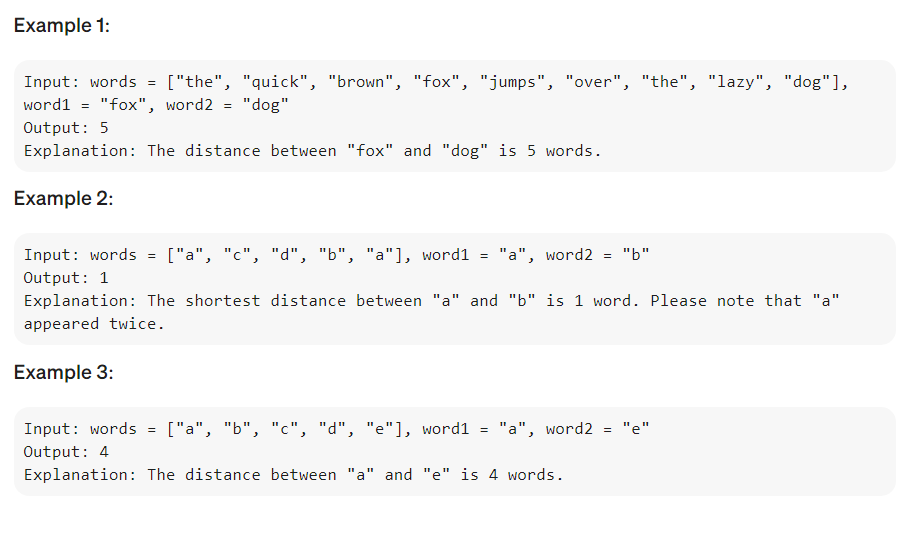 Example 1:
Input: words = ["the", "quick", "brown", "fox", "jumps", "over", "the", "lazy", "dog"],
word1 = "fox", word2 = "dog"
Output: 5
Explanation: The distance between "fox" and "dog" is 5 words.
Example 2:
Input: words = ["a", "c", "d", "b", "a"], word1 = "a", word2 = "b"
Output: 1
Explanation: The shortest distance between "a" and "b" is 1 word. Please note that "a"
appeared twice.
Example 3:
Input: words = ["a", "b", "c", "d", "e"], word1 = "a", word2 = "e"
Output: 4
Explanation: The distance between "a" and "e" is 4 words.